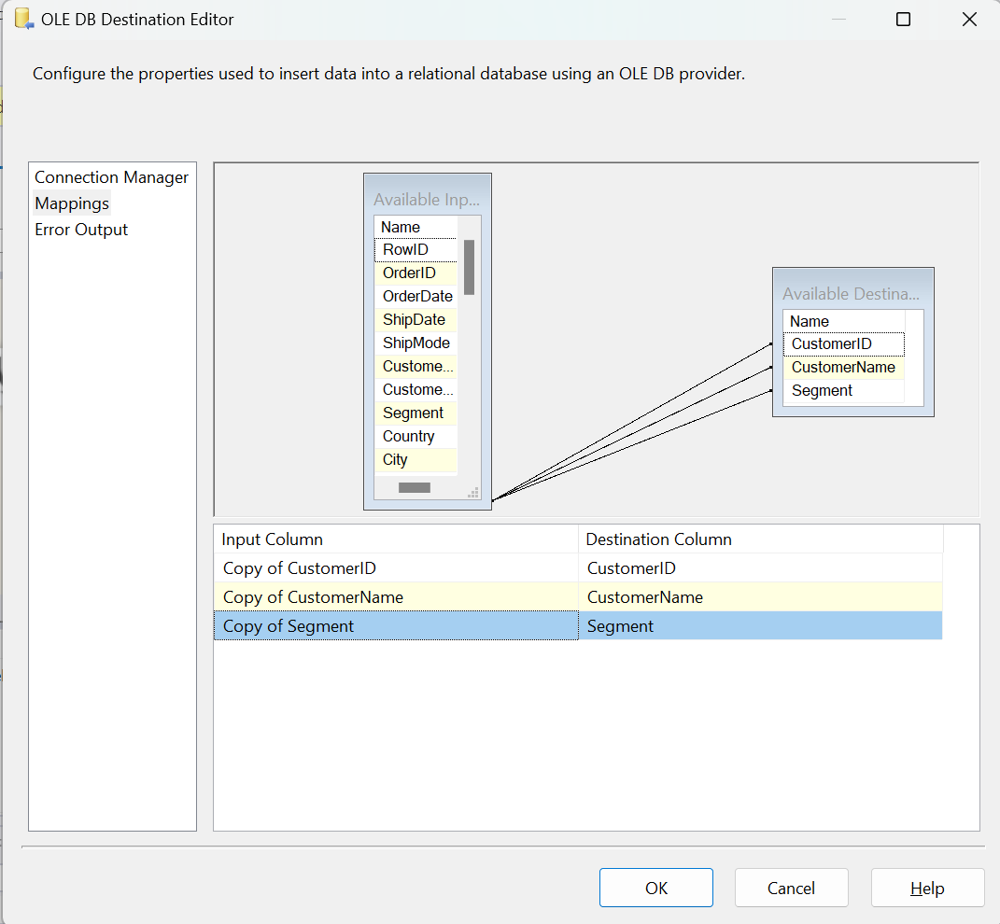 OLE DB Destination Editor
Configure the properties used to insert data into a relational database using an OLE DB provider.
Connection Manager
Mappings
Error Output
Available Inp...
Name
RowID
OrderID
OrderDate
ShipDate
ShipMode
Custome...
Custome...
Segment
Country
City
Available Destina...
Name
CustomerID
CustomerName
Segment
Input Column Destination Column
Copy of CustomerID CustomerID
Copy of CustomerName CustomerName
Copy of Segment Segment
OK Cancel Help